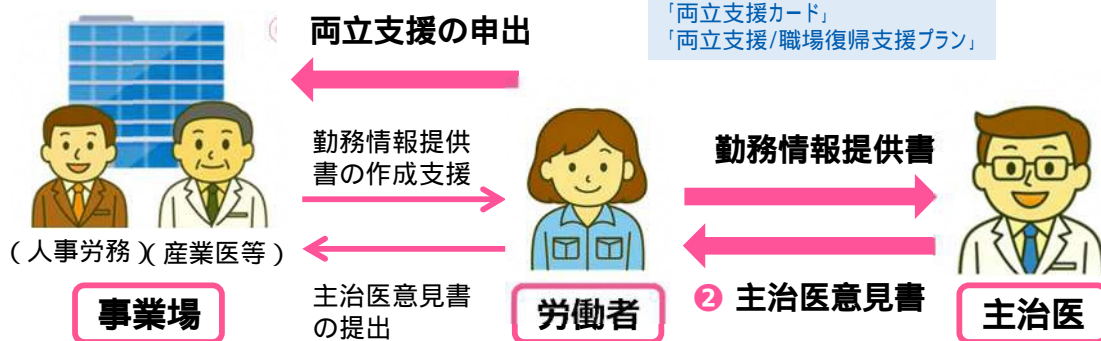 「両立支援カード」
「両立支援/職場復帰支援プラン」
両立支援の申出
勤務情報提供
書の作成支援
勤務情報提供書
(人事労務)(産業医等)
主治医意見書
の提出
❷ 主治医意見書
事業場
労働者
主治医